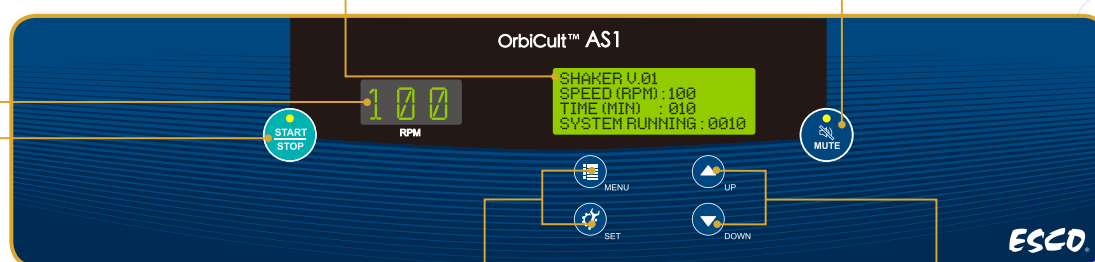 OrbiCult™ AS1
SHAKER V.01
SPEED (RPM) : 100
TIME (MIN) : 010
SYSTEM RUNNING : 0010
100
RPM
START
STOP
MUTE
MENU
UP
SET
DOWN
ESCO®